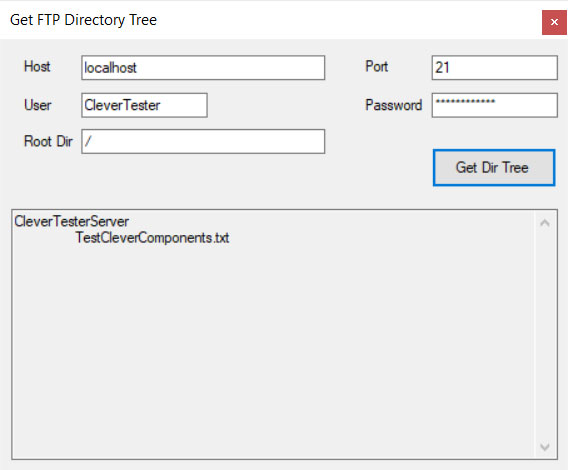 Get FTP Directory Tree
Host localhost Port 21
User CleverTester Password ************
Root Dir /
Get Dir Tree
CleverTesterServer
TestCleverComponents.txt